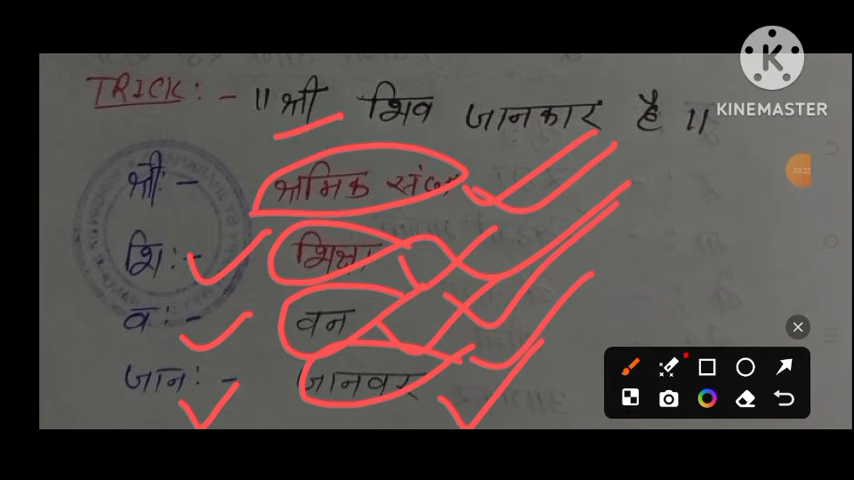 KINEMASTER
TRICK:- "श्री शिव जानकार है"
श्री:- श्रमिक
शि:- शिक्षा
व:- वन
जान:- जानवर